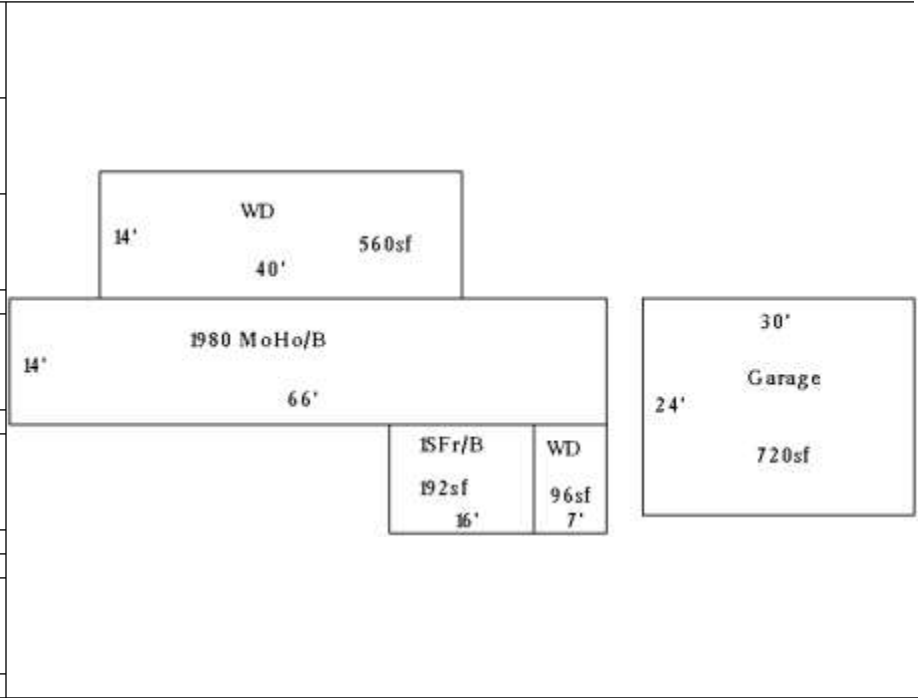 WD
14' 560sf
40'
1980 MoHo/B
14'
66'
1SFr/B
192sf
16'
WD
96sf
7'
30'
Garage
24'
720sf